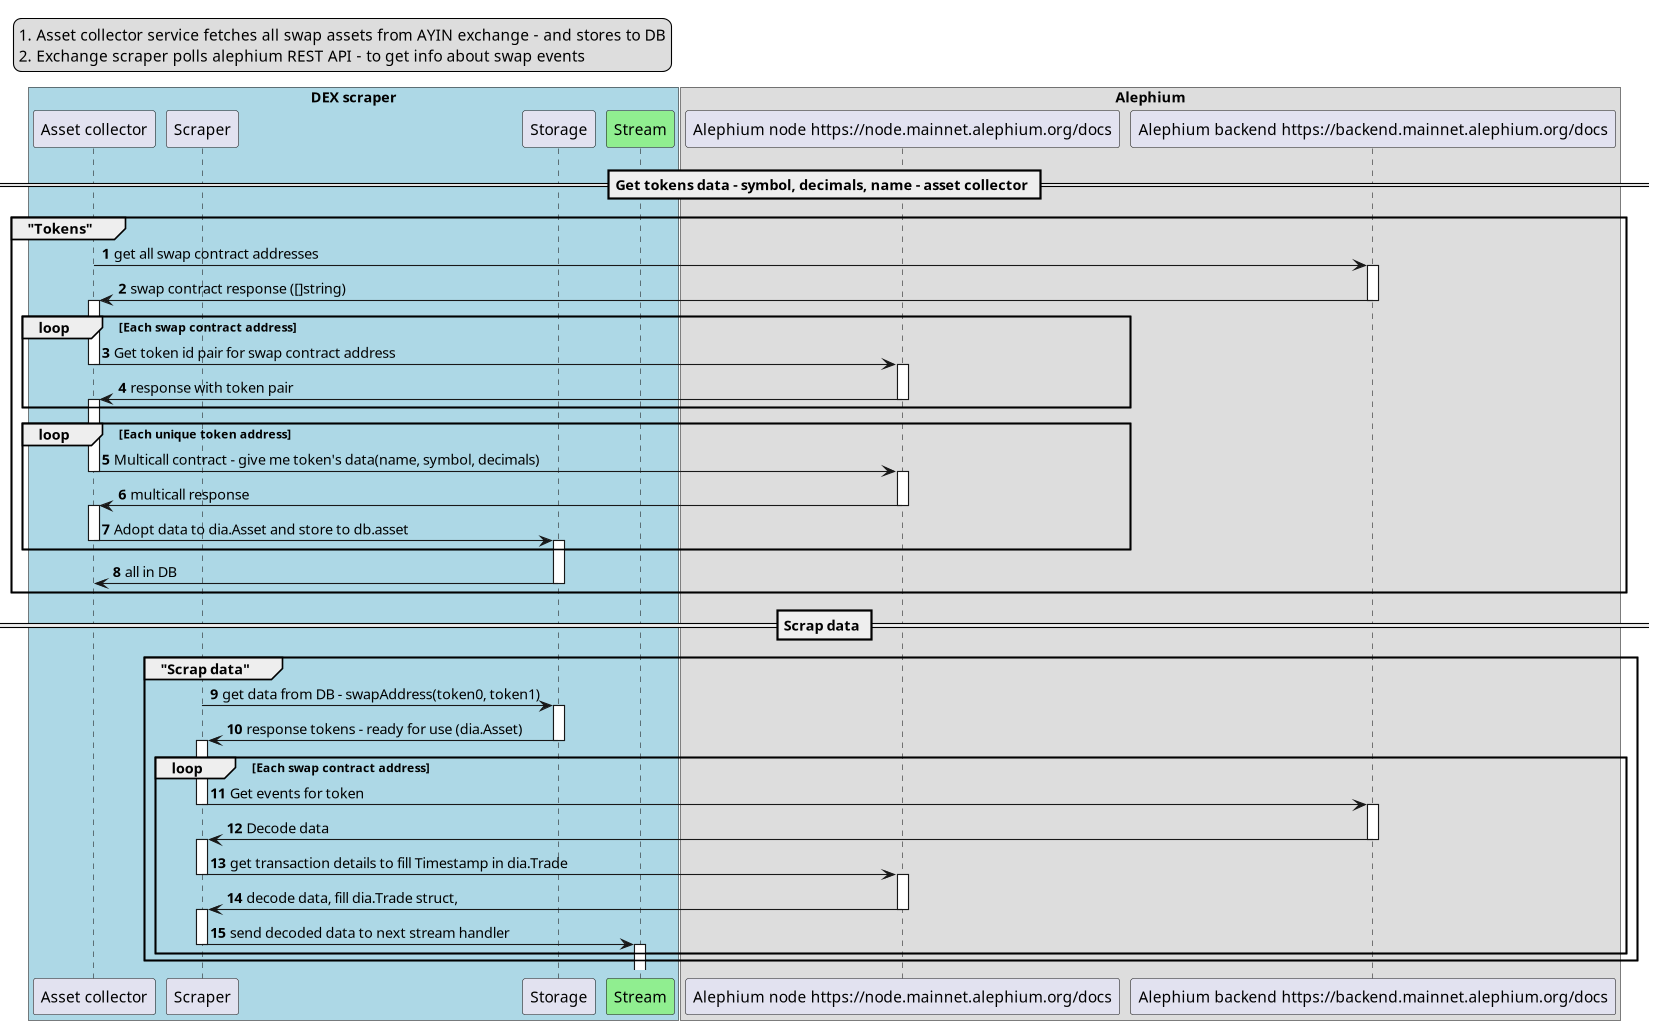 1. Asset collector service fetches all swap assets from AYIN exchange - and stores to DB
2. Exchange scraper polls alephium REST API - to get info about swap events
DEX scraper
Alephium
Asset collector
Scraper
Storage
Stream
Alephium node https://node.mainnet.alephium.org/docs
Alephium backend https://backend.mainnet.alephium.org/docs
Get tokens data - symbol, decimals, name - asset collector
"Tokens"
1 get all swap contract addresses
2 swap contract response ([]string)
loop [Each swap contract address]
3 Get token id pair for swap contract address
4 response with token pair
loop [Each unique token address]
5 Multicall contract - give me token's data(name, symbol, decimals)
6 multicall response
7 Adopt data to dia.Asset and store to db.asset
8 all in DB
Scrap data
"Scrap data"
9 get data from DB - swapAddress(token0, token1)
10 response tokens - ready for use (dia.Asset)
loop [Each swap contract address]
11 Get events for token
12 Decode data
13 get transaction details to fill Timestamp in dia.Trade
14 decode data, fill dia.Trade struct,
15 send decoded data to next stream handler
Asset collector
Scraper
Storage
Stream
Alephium node https://node.mainnet.alephium.org/docs
Alephium backend https://backend.mainnet.alephium.org/docs